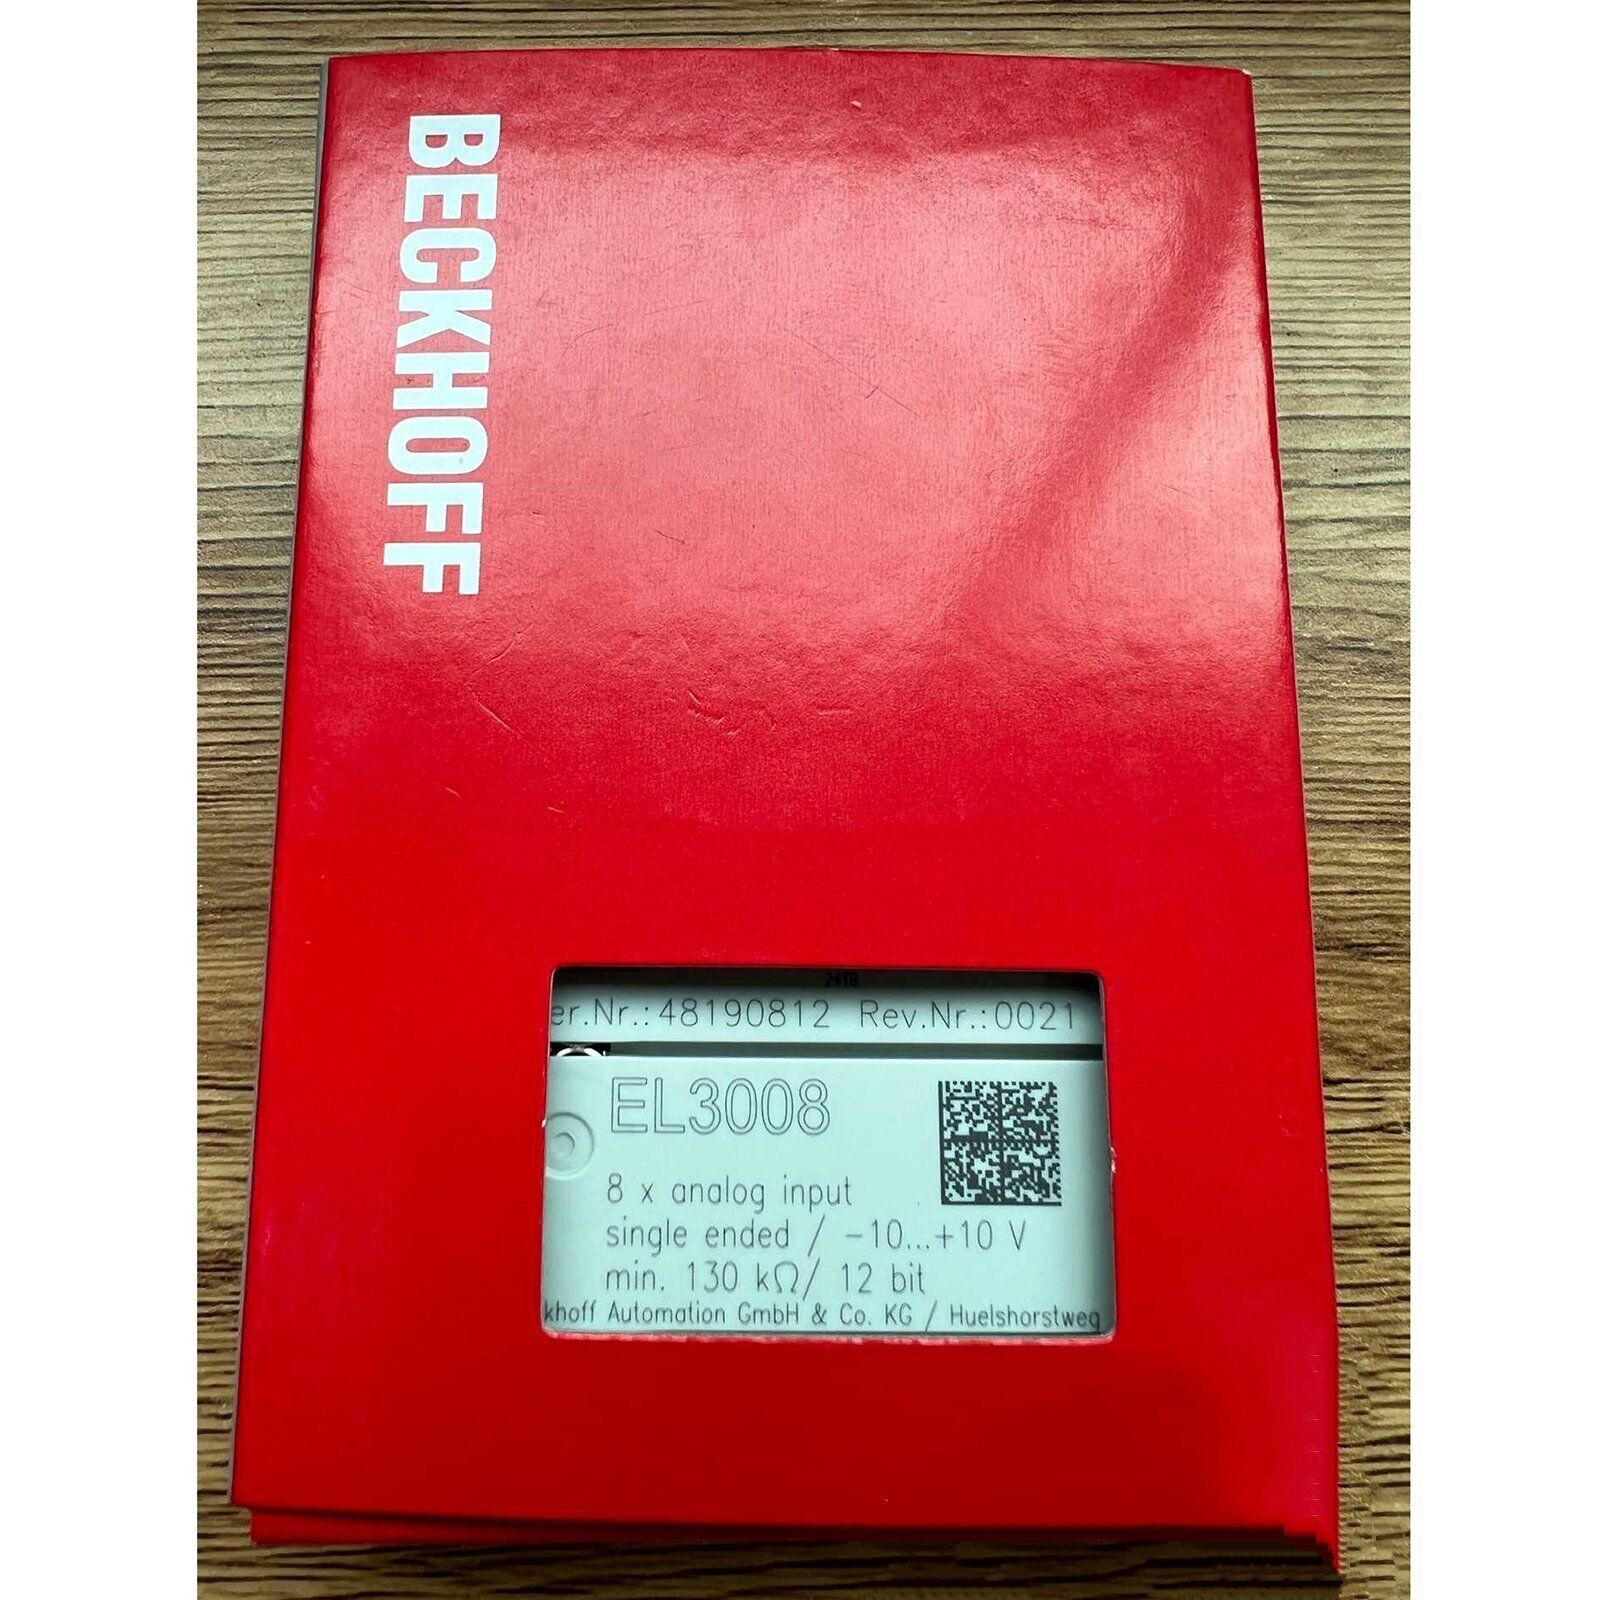 BECKHOFF
er.Nr.:48190812 Rev.Nr.:0021
EL3008
8 x analog input
single ended / -10...+10 V
min. 130 kΩ/ 12 bit
khoff Automation GmbH & Co. KG / Huelshorstweg